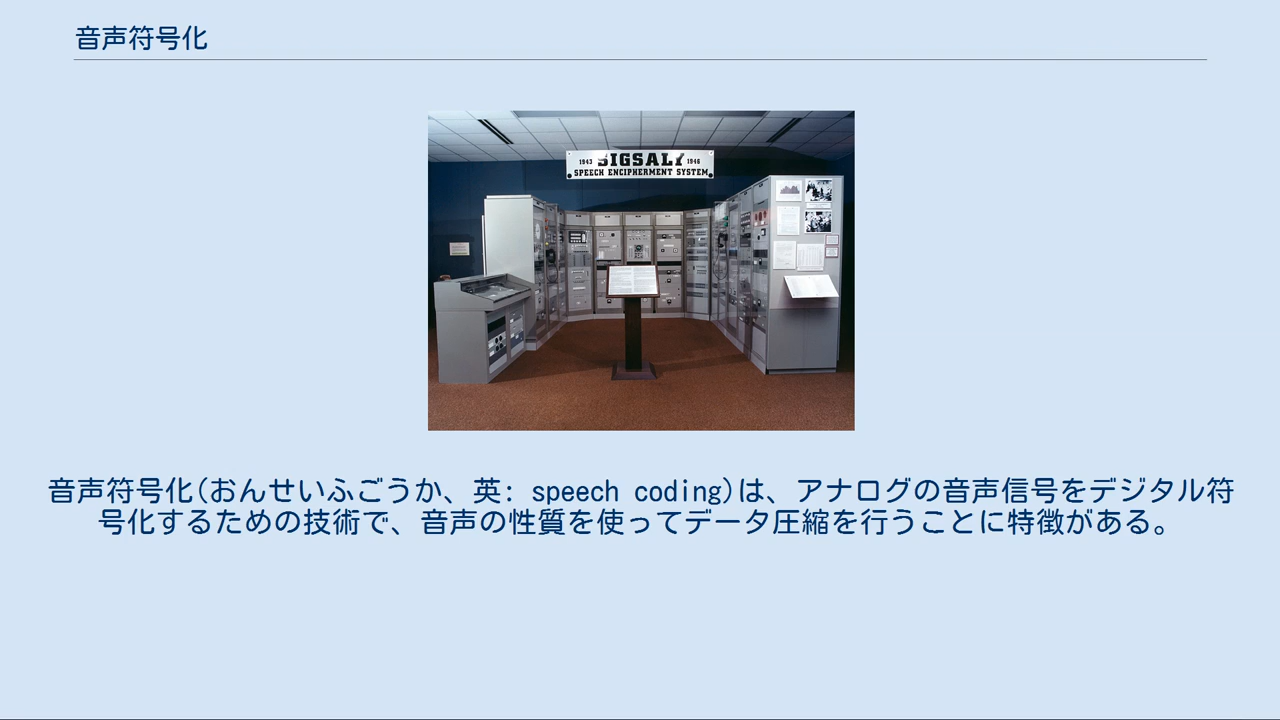 音声符号化
1943 SIGSALY 1946
SPEECH ENCIPHERMENT SYSTEM
音声符号化(おんせいふごうか、英: speech coding)は、アナログの音声信号をデジタル符
号化するための技術で、音声の性質を使ってデータ圧縮を行うことに特徴がある。